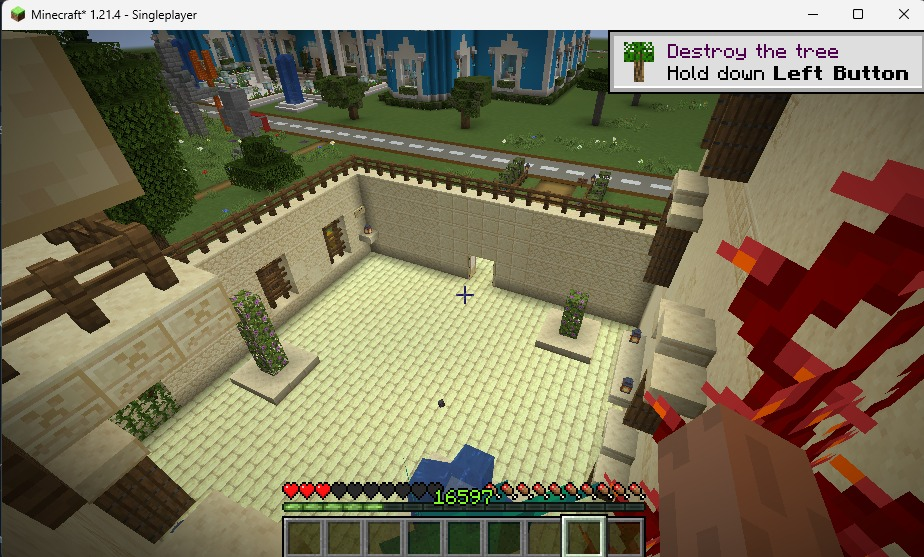 Minecraft* 1.21.4 - Singleplayer
Destroy the tree
Hold down Left Button
16597